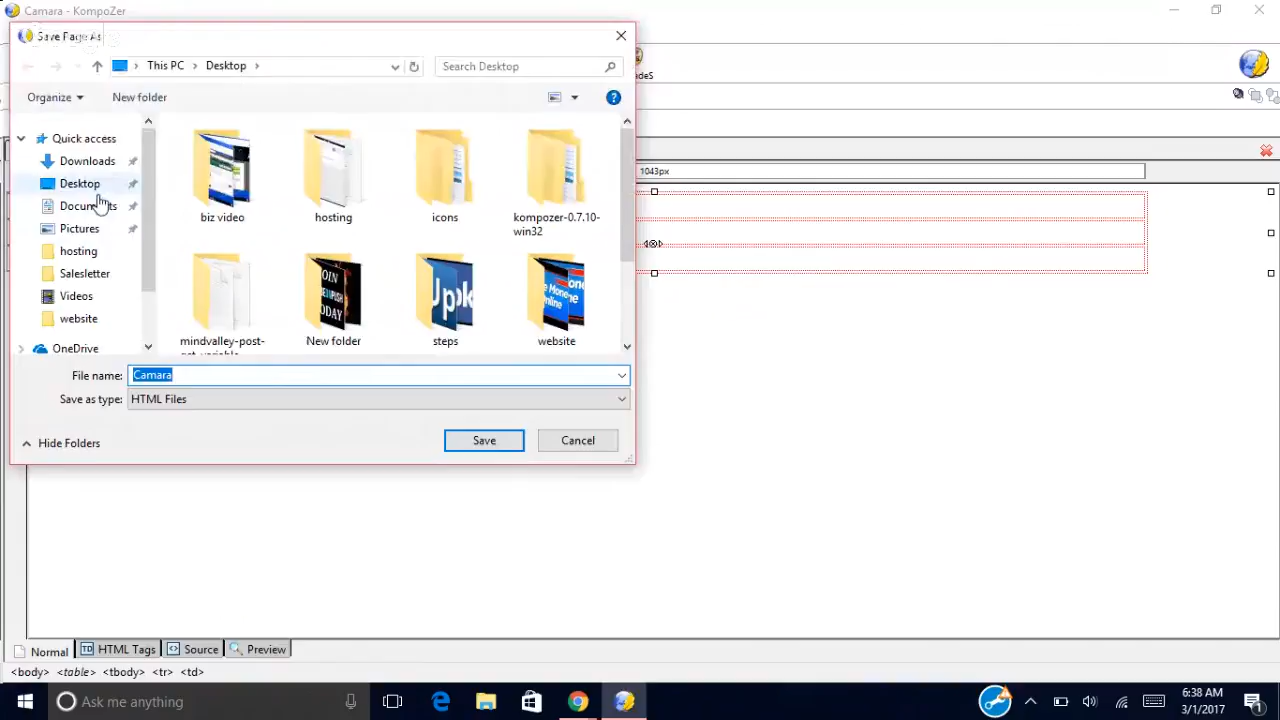 Camara - KompoZer
Save Page As
This PC
Desktop
Search Desktop
Organize
New folder
Quick access
Downloads
Desktop
Documents
Pictures
hosting
Salesletter
Videos
website
OneDrive
biz video
hosting
icons
kompozer-0.7.10-
win32
mindvalley-post-
New folder
steps
website
File name:
Camara
Save as type:
HTML Files
Hide Folders
Save
Cancel
1043px
Normal
HTML Tags
Source
Preview
<body> <table> <tbody> <tr> <td>
Ask me anything
6:38 AM
3/1/2017